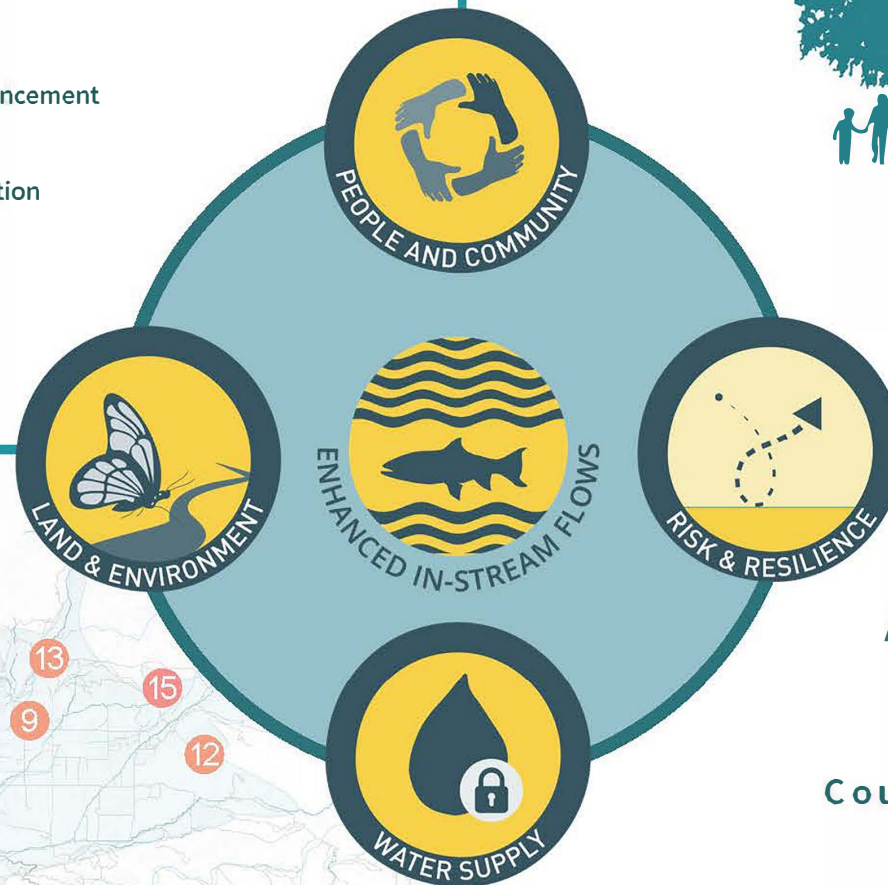 ncement
tion
PEOPLE AND COMMUNITY
LAND & ENVIRONMENT
ENHANCED IN-STREAM FLOWS
RISK & RESILIENCE
13
15
9
12
Cou
WATER SUPPLY